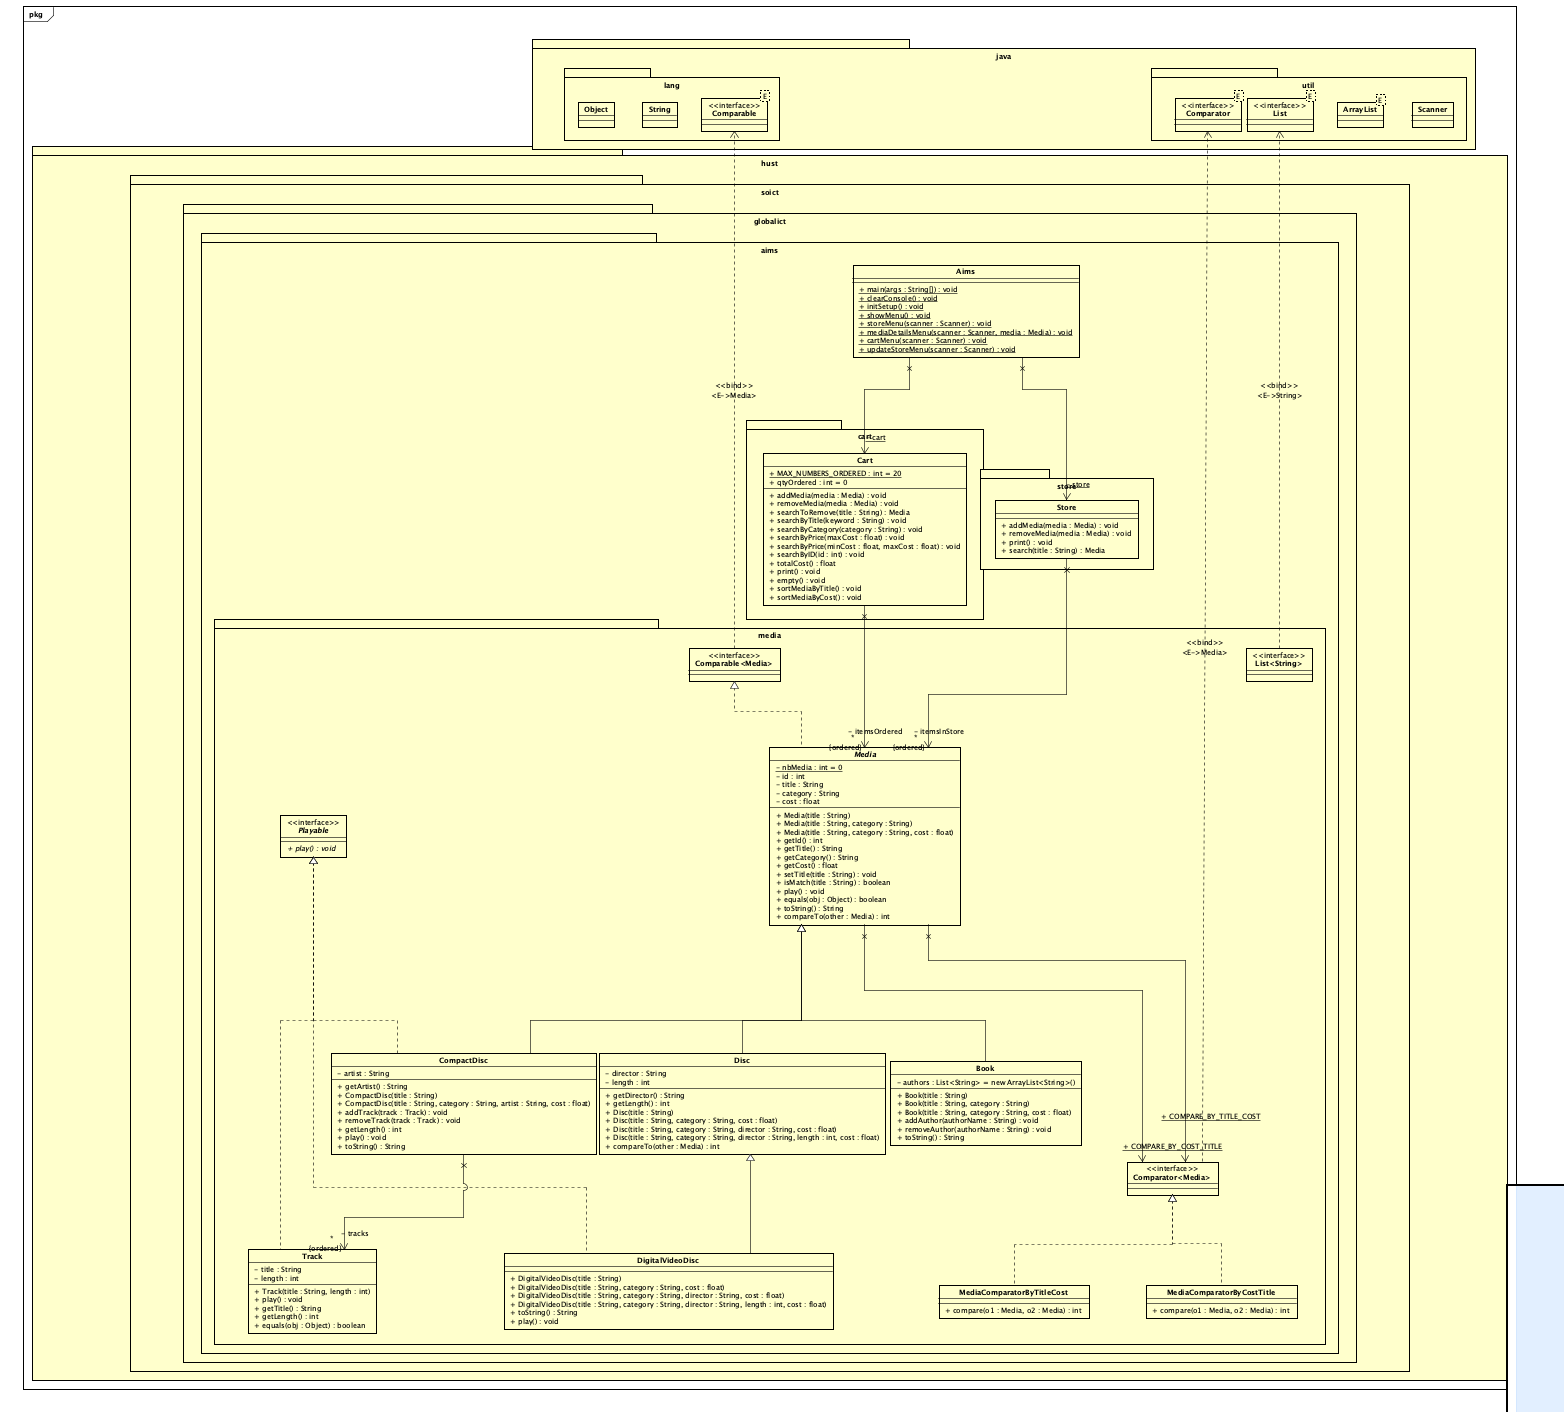 pkg
java
lang
util
Object
String
<<interface>>
Comparable
E
<<interface>>
Comparator
E
<<interface>>
List
E
ArrayList
E
Scanner
hust
soict
globalict
aims
Aims
+ main(args : String[]) : void
+ clearConsole() : void
+ initSetup() : void
+ showMenu() : void
+ storeMenu(scanner : Scanner) : void
+ mediaDetailsMenu(scanner : Scanner, media : Media) : void
+ cartMenu(scanner : Scanner) : void
+ updateStoreMenu(scanner : Scanner) : void
<<bind>>
<E->Media>
<<bind>>
<E->String>
cart
- cart
Cart
+ MAX_NUMBERS_ORDERED : int = 20
+ qtyOrdered : int = 0
+ addMedia(media : Media) : void
+ removeMedia(media : Media) : void
+ searchToRemove(title : String) : Media
+ searchByTitle(keyword : String) : void
+ searchByCategory(category : String) : void
+ searchByPrice(maxCost : float) : void
+ searchByPrice(minCost : float, maxCost : float) : void
+ searchByID(id : int) : void
+ totalCost() : float
+ print() : void
+ empty() : void
+ sortMediaByTitle() : void
+ sortMediaByCost() : void
store
- store
Store
+ addMedia(media : Media) : void
+ removeMedia(media : Media) : void
+ print() : void
+ search(title : String) : Media
media
<<interface>>
Comparable<Media>
<<bind>>
<E->Media>
<<interface>>
List<String>
- itemsOrdered
*
{ordered}
- itemsInStore
*
{ordered}
Media
- nbMedia : int = 0
- id : int
- title : String
- category : String
- cost : float
+ Media(title : String)
+ Media(title : String, category : String)
+ Media(title : String, category : String, cost : float)
+ getId() : int
+ getTitle() : String
+ getCategory() : String
+ getCost() : float
+ setTitle(title : String) : void
+ isMatch(title : String) : boolean
+ play() : void
+ equals(obj : Object) : boolean
+ toString() : String
+ compareTo(other : Media) : int
<<interface>>
Playable
+ play() : void
CompactDisc
- artist : String
+ getArtist() : String
+ CompactDisc(title : String)
+ CompactDisc(title : String, category : String, artist : String, cost : float)
+ addTrack(track : Track) : void
+ removeTrack(track : Track) : void
+ getLength() : int
+ play() : void
+ toString() : String
Disc
- director : String
- length : int
+ getDirector() : String
+ getLength() : int
+ Disc(title : String)
+ Disc(title : String, category : String, cost : float)
+ Disc(title : String, category : String, director : String, cost : float)
+ Disc(title : String, category : String, director : String, length : int, cost : float)
+ compareTo(other : Media) : int
Book
- authors : List<String> = new ArrayList<String>()
+ Book(title : String)
+ Book(title : String, category : String)
+ Book(title : String, category : String, cost : float)
+ addAuthor(authorName : String) : void
+ removeAuthor(authorName : String) : void
+ toString() : String
+ COMPARE_BY_TITLE_COST
+ COMPARE_BY_COST_TITLE
<<interface>>
Comparator<Media>
- tracks
*
{ordered}
Track
- title : String
- length : int
+ Track(title : String, length : int)
+ play() : void
+ getTitle() : String
+ getLength() : int
+ equals(obj : Object) : boolean
DigitalVideoDisc
+ DigitalVideoDisc(title : String)
+ DigitalVideoDisc(title : String, category : String, cost : float)
+ DigitalVideoDisc(title : String, category : String, director : String, cost : float)
+ DigitalVideoDisc(title : String, category : String, director : String, length : int, cost : float)
+ toString() : String
+ play() : void
MediaComparatorByTitleCost
+ compare(o1 : Media, o2 : Media) : int
MediaComparatorByCostTitle
+ compare(o1 : Media, o2 : Media) : int